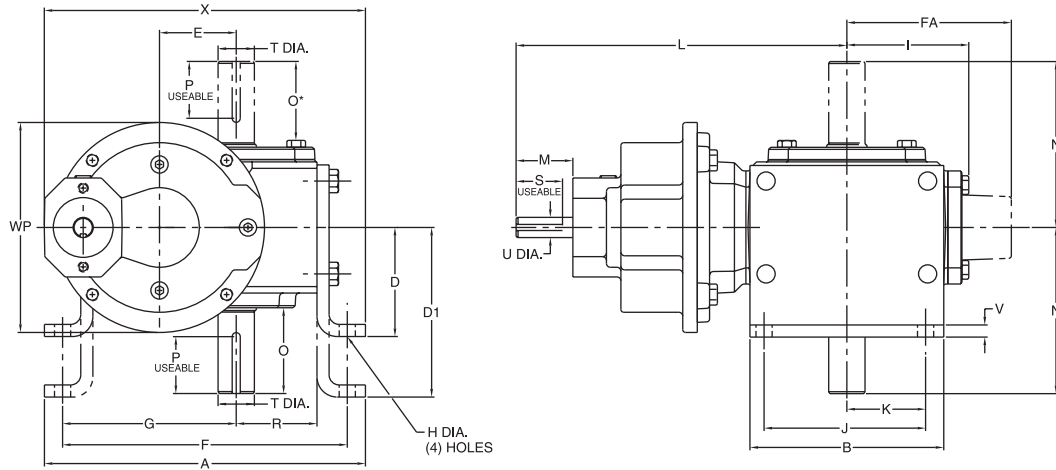 X
E
T DIA.
P
USEABLE
O*
WP
D
D1
P
USEABLE
O
T DIA.
G
R
F
A
H DIA.
(4) HOLES
FA
L
I
M
S
USEABLE
U DIA.
N
N
V
K
J
B